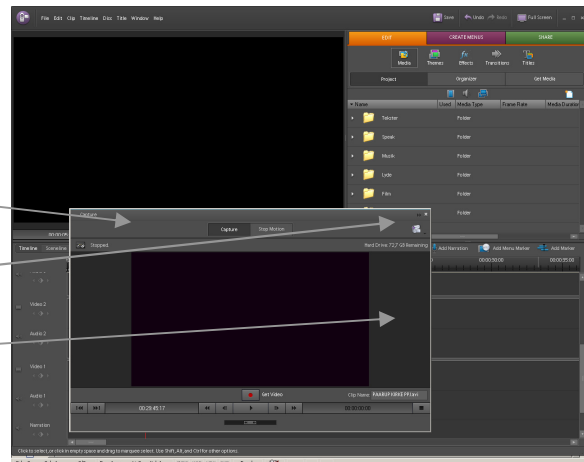 File Edit Clip Timeline Disc Title Window Help
Save Undo Redo Full Screen
EDIT CREATE MENUS SHARE
Media Themes Effects Transitions Titles
Project Organizer Get Media
Name Used Media Type Frame Rate Media Duration
Tekster Folder
Speak Folder
Musik Folder
Lyde Folder
Film Folder
Folder
Capture
Capture Stop Motion
Stopped. Hard Drive 72,7 GB Remaining
Timeline Sceneline
Add Narration Add Menu Marker Add Marker
00:00:30:00 00:00:35:00
Video 2
Audio 2
Video 1
Audio 1
Get Video
Clip Name
00:29:45:17 00:00:00:00
Narration
Click to select, or click in empty space and drag to marquee select. Use Shift, Alt, and Ctrl for other options.